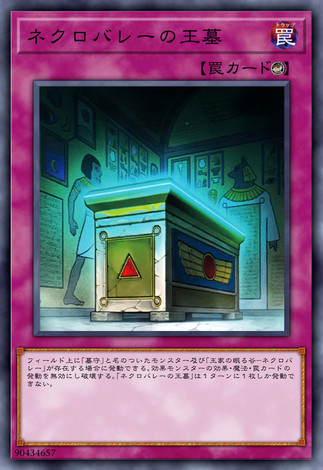 ネクロバレーの王墓
トラップ
罠
【罠カード】
フィールド上に「墓守」と名のついたモンスター及び「王家の眠る谷－ネクロバ
レー」が存在する場合に発動できる。効果モンスターの効果・魔法・罠カードの
発動を無効にし破壊する。「ネクロバレーの王墓」は１ターンに１枚しか発動で
きない。
90434657